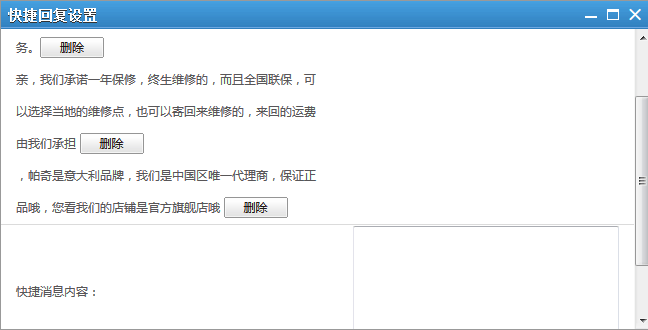 快捷回复设置
务。 删除
亲，我们承诺一年保修，终生维修的，而且全国联保，可
以选择当地的维修点，也可以寄回来维修的，来回的运费
由我们承担 删除
，帕奇是意大利品牌，我们是中国区唯一代理商，保证正
品哦，您看我们的店铺是官方旗舰店哦 删除
快捷消息内容：